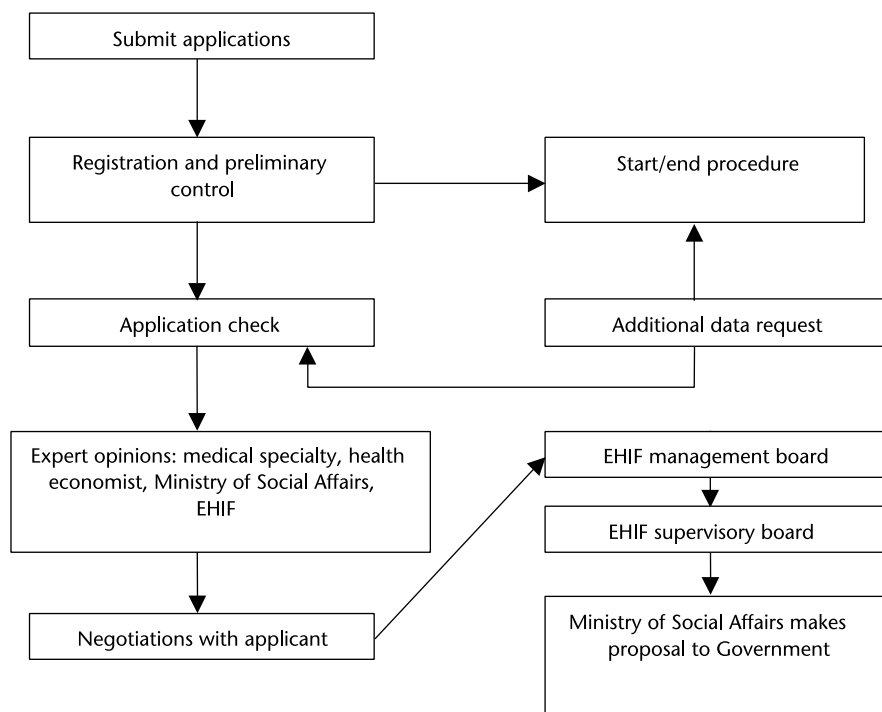 Submit applications
Registration and preliminary
control
Start/end procedure
Application check
Additional data request
Expert opinions: medical specialty, health
economist, Ministry of Social Affairs,
EHIF
Negotiations with applicant
EHIF management board
EHIF supervisory board
Ministry of Social Affairs makes
proposal to Government